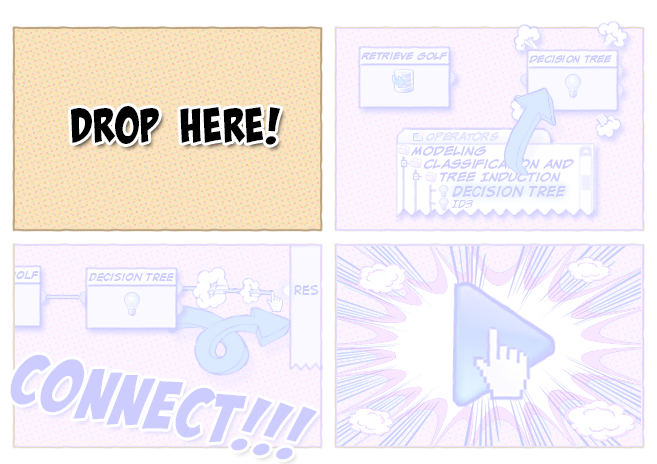 DROP HERE!
RETRIEVE GOLF
DECISION TREE
OPERATORS
MODELING
CLASSIFICATION AND
TREE INDUCTION
DECISION TREE
ID3
OLF
DECISION TREE
RES
CONNECT!!!